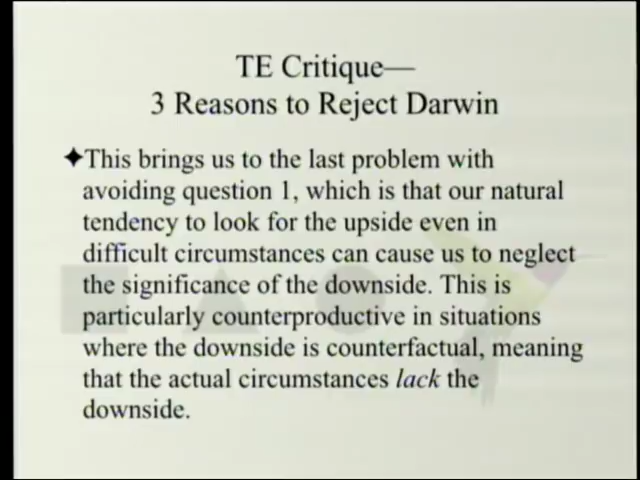 TE Critique—
3 Reasons to Reject Darwin
✦This brings us to the last problem with
avoiding question 1, which is that our natural
tendency to look for the upside even in
difficult circumstances can cause us to neglect
the significance of the downside. This is
particularly counterproductive in situations
where the downside is counterfactual, meaning
that the actual circumstances lack the
downside.